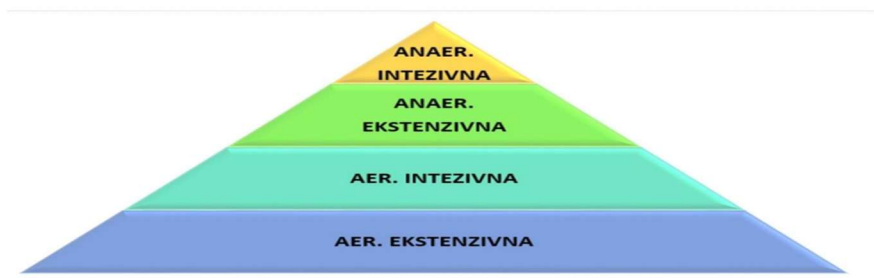 ANAER.
INTEZIVNA
ANAER.
EKSTENZIVNA
AER. INTEZIVNA
AER. EKSTENZIVNA